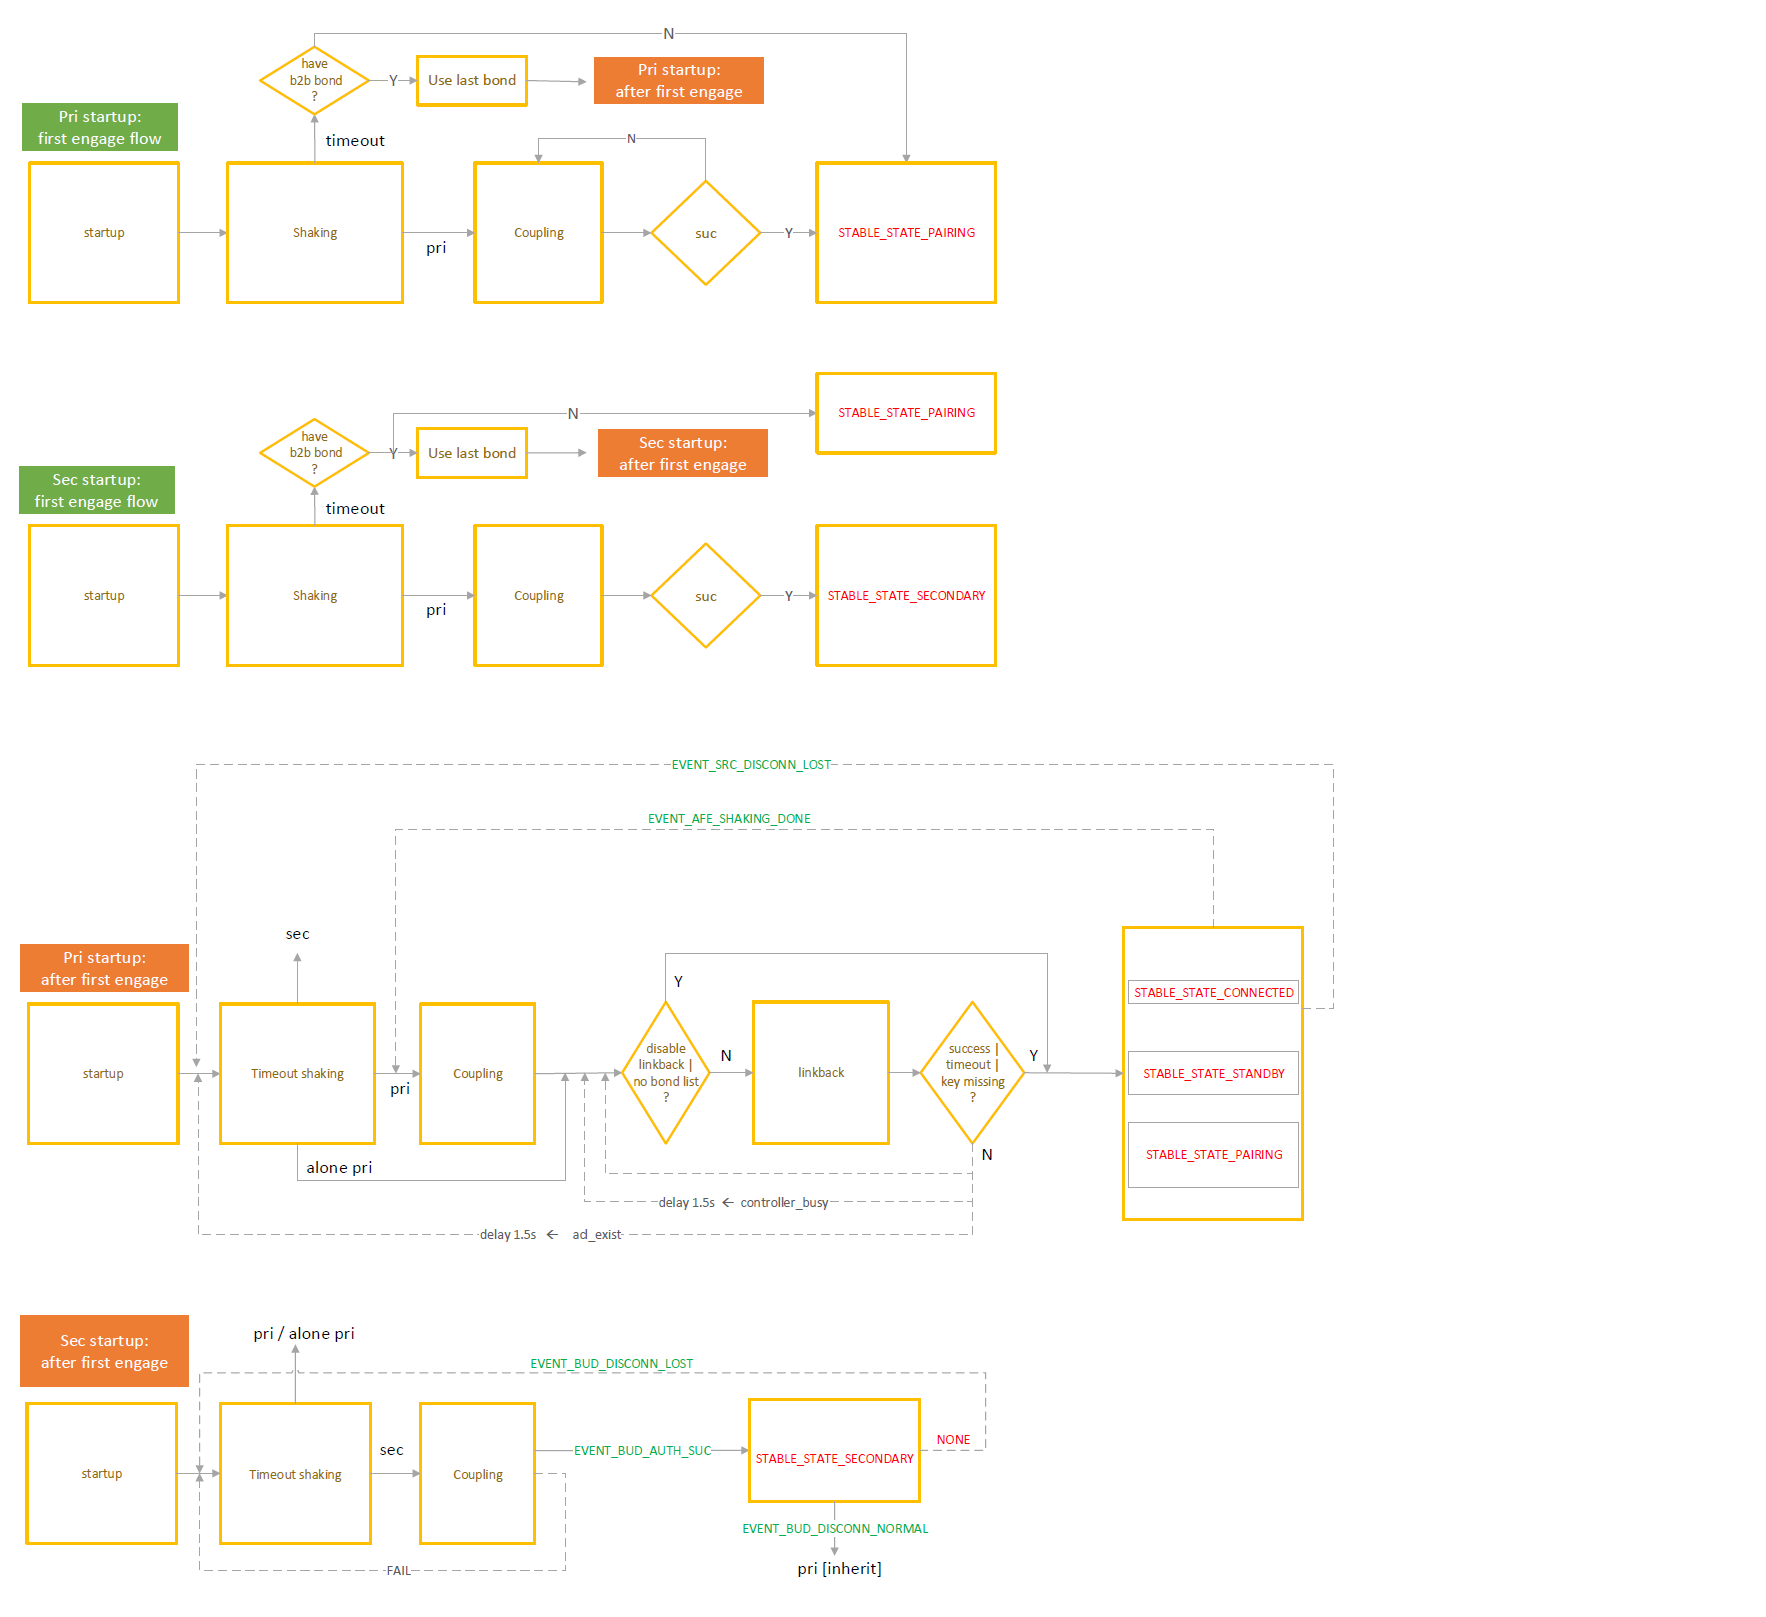 N
have
b2b bond
?
Y
Use last bond
Pri startup:
after first engage
Pri startup:
first engage flow
timeout
N
startup
Shaking
pri
Coupling
suc
Y
STABLE_STATE_PAIRING
STABLE_STATE_PAIRING
N
have
b2b bond
?
Y
Use last bond
Sec startup:
after first engage
Sec startup:
first engage flow
timeout
startup
Shaking
pri
Coupling
suc
Y
STABLE_STATE_SECONDARY
EVENT_SRC_DISCONN_LOST
EVENT_AFE_SHAKING_DONE
sec
Pri startup:
after first engage
startup
Timeout shaking
pri
Coupling
Y
disable
linkback |
no bond list
?
N
linkback
success |
timeout |
key missing
?
Y
N
STABLE_STATE_CONNECTED
STABLE_STATE_STANDBY
STABLE_STATE_PAIRING
alone pri
delay 1.5s ← controller_busy
delay 1.5s ← acl_exist
Sec startup:
after first engage
pri / alone pri
EVENT_BUD_DISCONN_LOST
startup
Timeout shaking
sec
Coupling
EVENT_BUD_AUTH_SUC
STABLE_STATE_SECONDARY
NONE
EVENT_BUD_DISCONN_NORMAL
FAIL
pri [inherit]